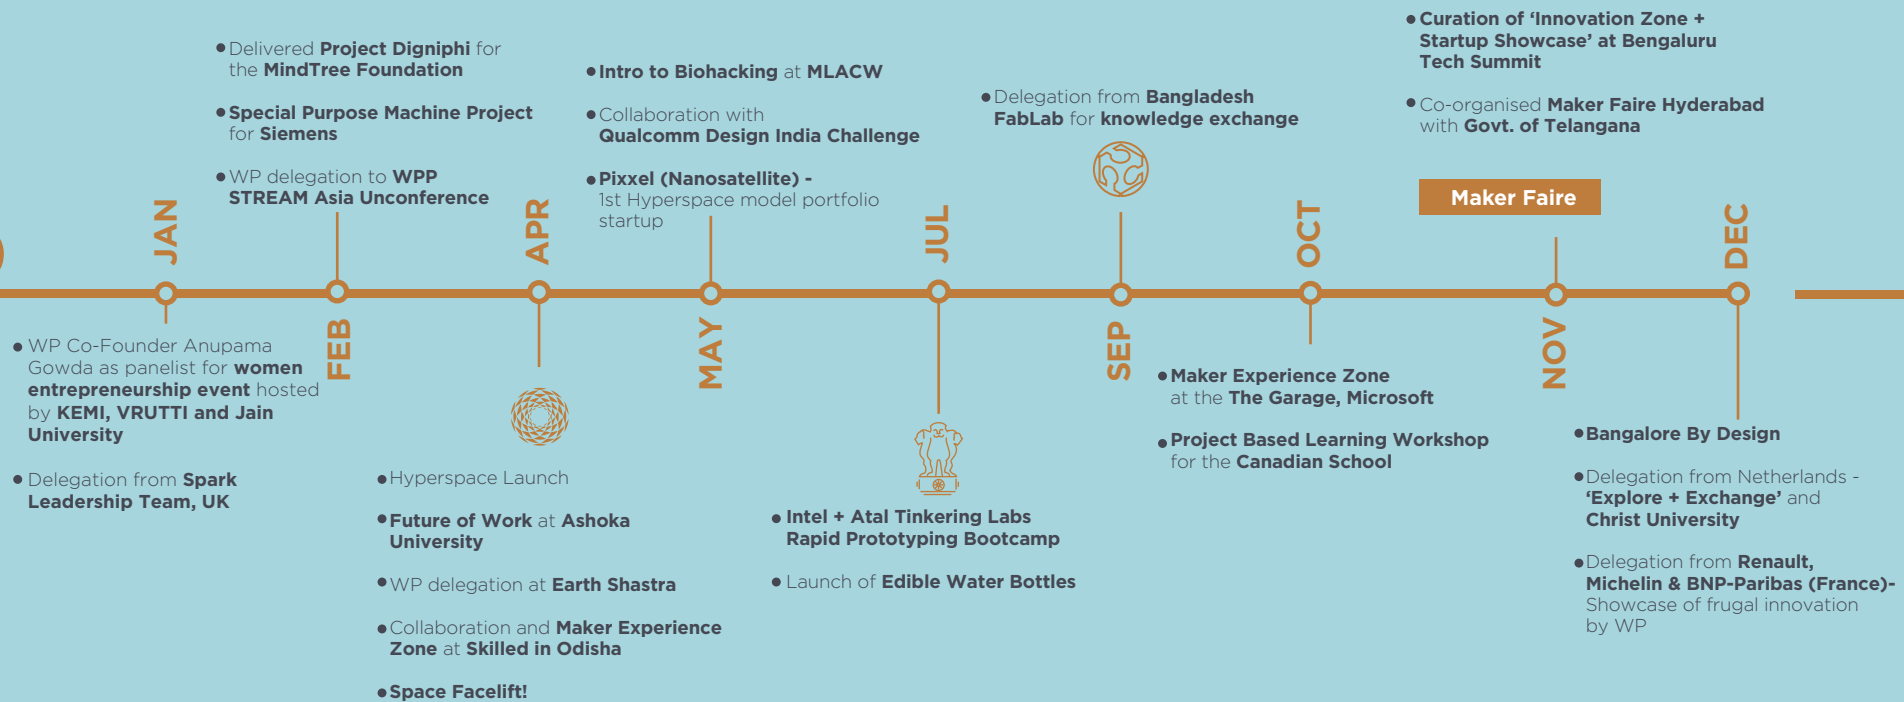 JAN
WP Co-Founder Anupama
Gowda as panelist for women
entrepreneurship event hosted
by KEMI, VRUTTI and Jain
University
Delegation from Spark
Leadership Team, UK
Delivered Project Digniphi for
the MindTree Foundation
Special Purpose Machine Project
for Siemens
WP delegation to WPP
STREAM Asia Unconference
FEB
APR
Hyperspace Launch
Future of Work at Ashoka
University
WP delegation at Earth Shastra
Collaboration and Maker Experience
Zone at Skilled in Odisha
Space Facelift!
Intro to Biohacking at MLACW
Collaboration with
Qualcomm Design India Challenge
Pixxel (Nanosatellite) -
1st Hyperspace model portfolio
startup
MAY
JUL
Intel + Atal Tinkering Labs
Rapid Prototyping Bootcamp
Launch of Edible Water Bottles
Delegation from Bangladesh
FabLab for knowledge exchange
SEP
OCT
Maker Experience Zone
at the The Garage, Microsoft
Project Based Learning Workshop
for the Canadian School
Curation of ‘Innovation Zone +
Startup Showcase’ at Bengaluru
Tech Summit
Co-organised Maker Faire Hyderabad
with Govt. of Telangana
Maker Faire
NOV
DEC
Bangalore By Design
Delegation from Netherlands -
‘Explore + Exchange’ and
Christ University
Delegation from Renault,
Michelin & BNP-Paribas (France)-
Showcase of frugal innovation
by WP